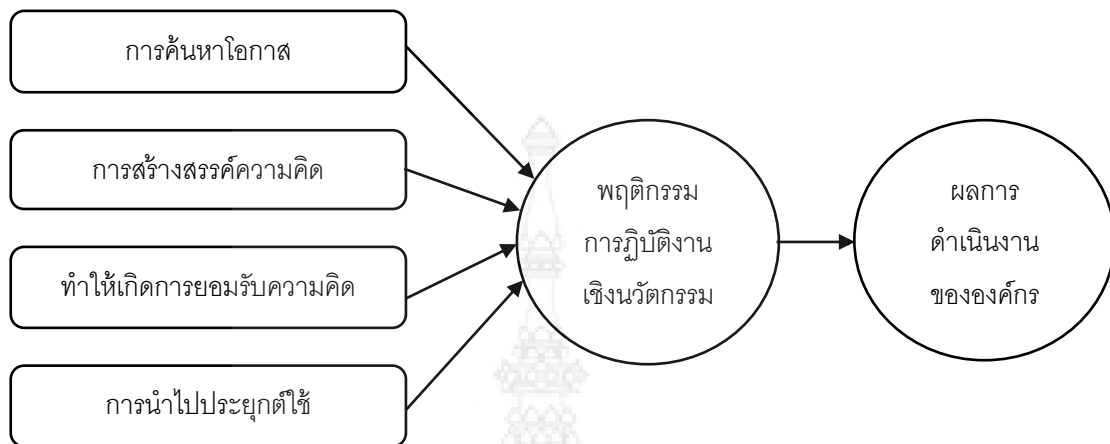 การค้นหาโอกาส
การสร้างสรรค์ความคิด
ทำให้เกิดการยอมรับความคิด
การนำไปประยุกต์ใช้
พฤติกรรม
การฏิบัติงาน
เชิงนวัตกรรม
ผลการ
ดำเนินงาน
ขององค์กร